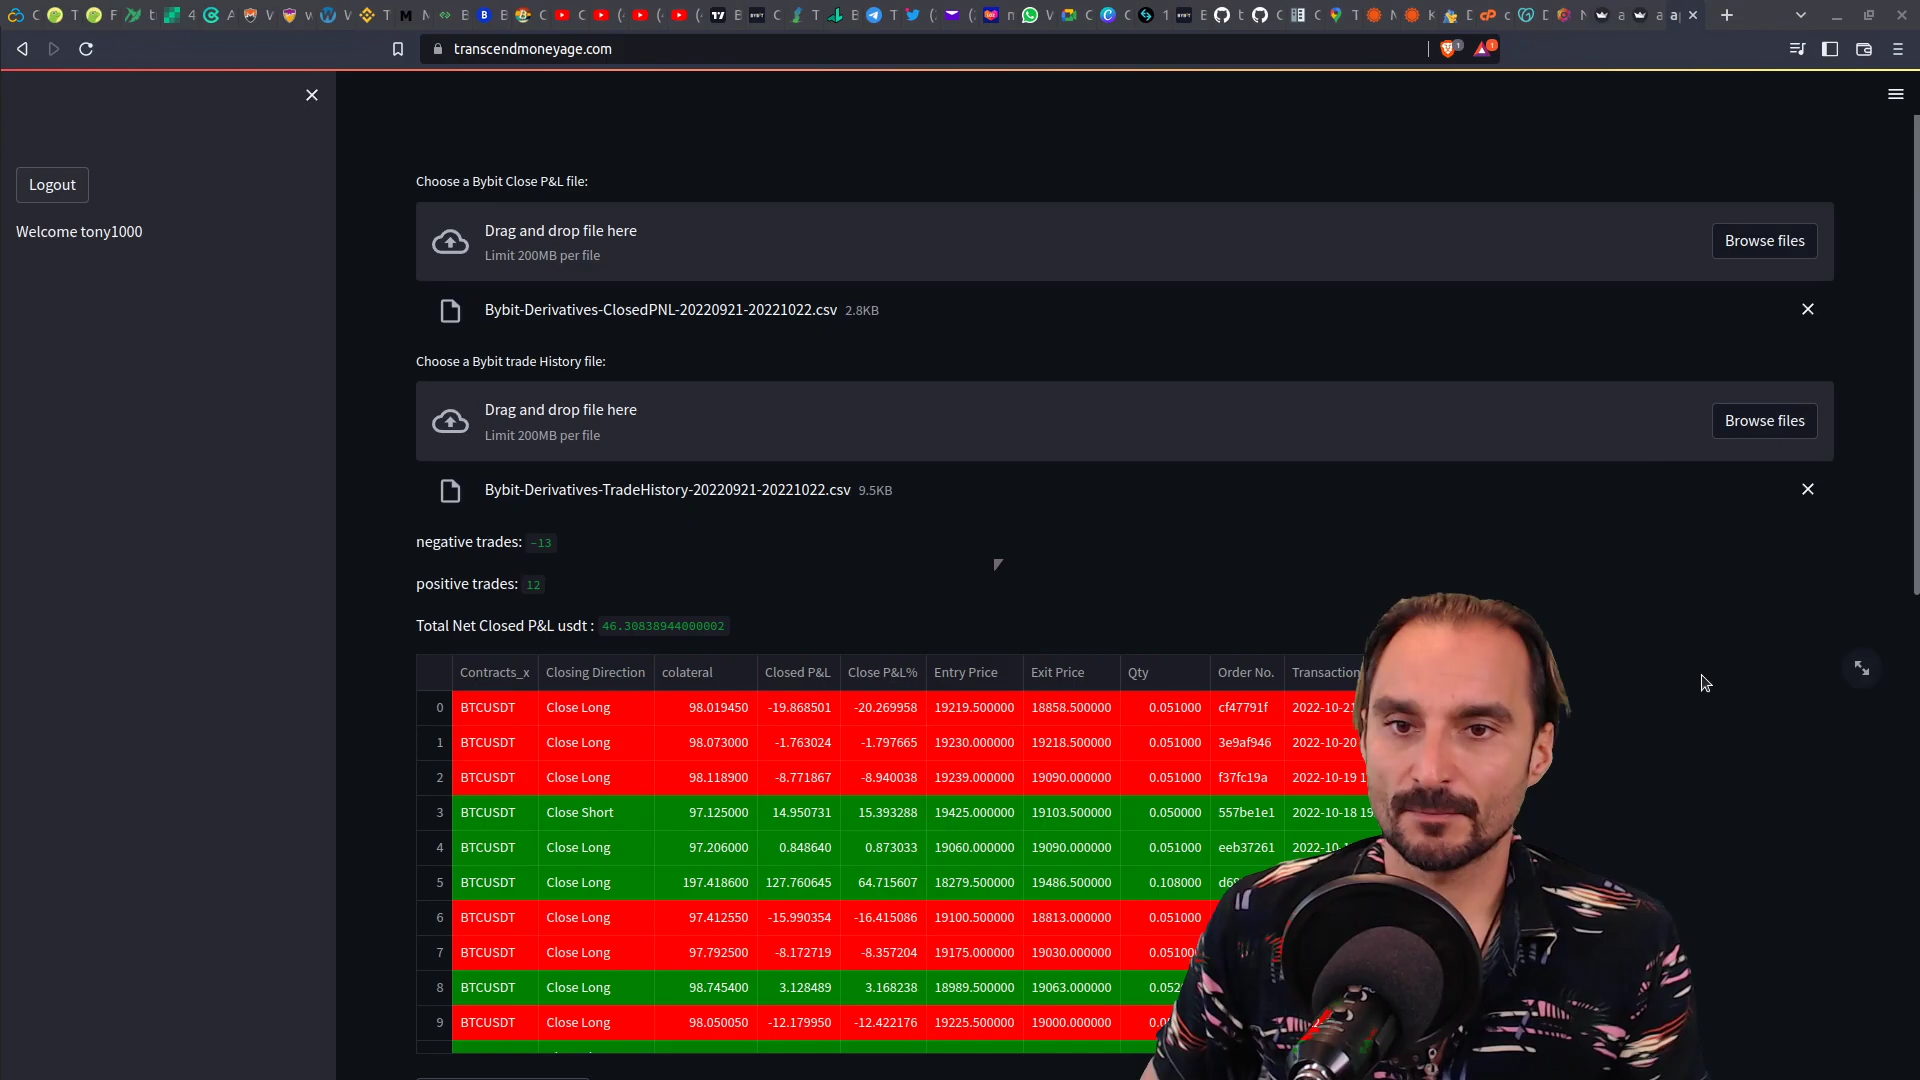 transcendmoneyage.com
Logout
Welcome tony1000
Choose a Bybit Close P&L file:
Drag and drop file here
Limit 200MB per file
Browse files
Bybit-Derivatives-ClosedPNL-20220921-20221022.csv 2.8KB
Choose a Bybit trade History file:
Drag and drop file here
Limit 200MB per file
Browse files
Bybit-Derivatives-TradeHistory-20220921-20221022.csv 9.5KB
negative trades: -13
positive trades: 12
Total Net Closed P&L usdt : 46.30838944000002
Contracts_x Closing Direction colateral Closed P&L Close P&L% Entry Price Exit Price Qty Order No. Transaction
0 BTCUSDT Close Long 98.019450 -19.868501 -20.269958 19219.500000 18858.500000 0.051000 cf47791f 2022-10-21
1 BTCUSDT Close Long 98.073000 -1.763024 -1.797665 19230.000000 19218.500000 0.051000 3e9af946 2022-10-20
2 BTCUSDT Close Long 98.118900 -8.771867 -8.940038 19239.000000 19090.000000 0.051000 f37fc19a 2022-10-19 1
3 BTCUSDT Close Short 97.125000 14.950731 15.393288 19425.000000 19103.500000 0.050000 557be1e1 2022-10-18 19
4 BTCUSDT Close Long 97.206000 0.848640 0.873033 19060.000000 19090.000000 0.051000 eeb37261
5 BTCUSDT Close Long 197.418600 127.760645 64.715607 18279.500000 19486.500000 0.108000
6 BTCUSDT Close Long 97.412550 -15.990354 -16.415086 19100.500000 18813.000000 0.051000
7 BTCUSDT Close Long 97.792500 -8.172719 -8.357204 19175.000000 19030.000000 0.05100
8 BTCUSDT Close Long 98.745400 3.128489 3.168238 18989.500000 19063.000000 0.052
9 BTCUSDT Close Long 98.050050 -12.179950 -12.422176 19225.500000 19000.000000